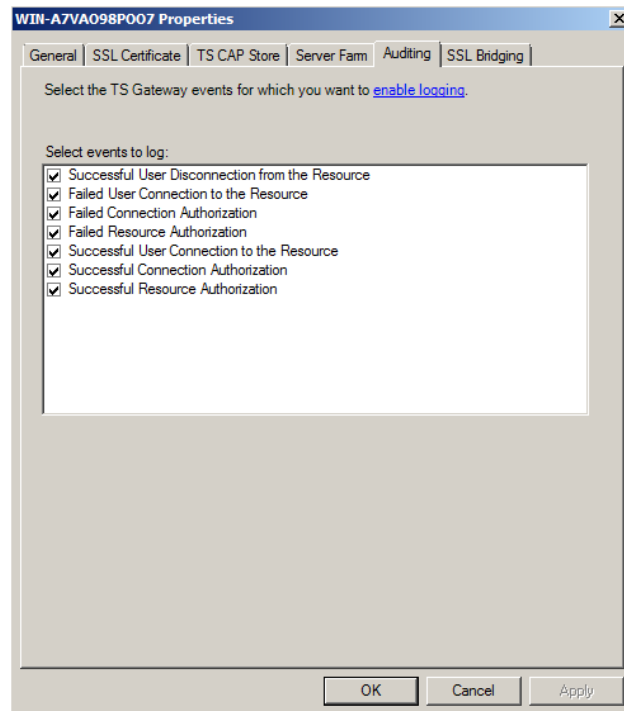 WIN-A7VAO98POO7 Properties
General SSL Certificate TS CAP Store Server Farm Auditing SSL Bridging
Select the TS Gateway events for which you want to enable logging.
Select events to log:
Successful User Disconnection from the Resource
Failed User Connection to the Resource
Failed Connection Authorization
Failed Resource Authorization
Successful User Connection to the Resource
Successful Connection Authorization
Successful Resource Authorization
OK Cancel Apply